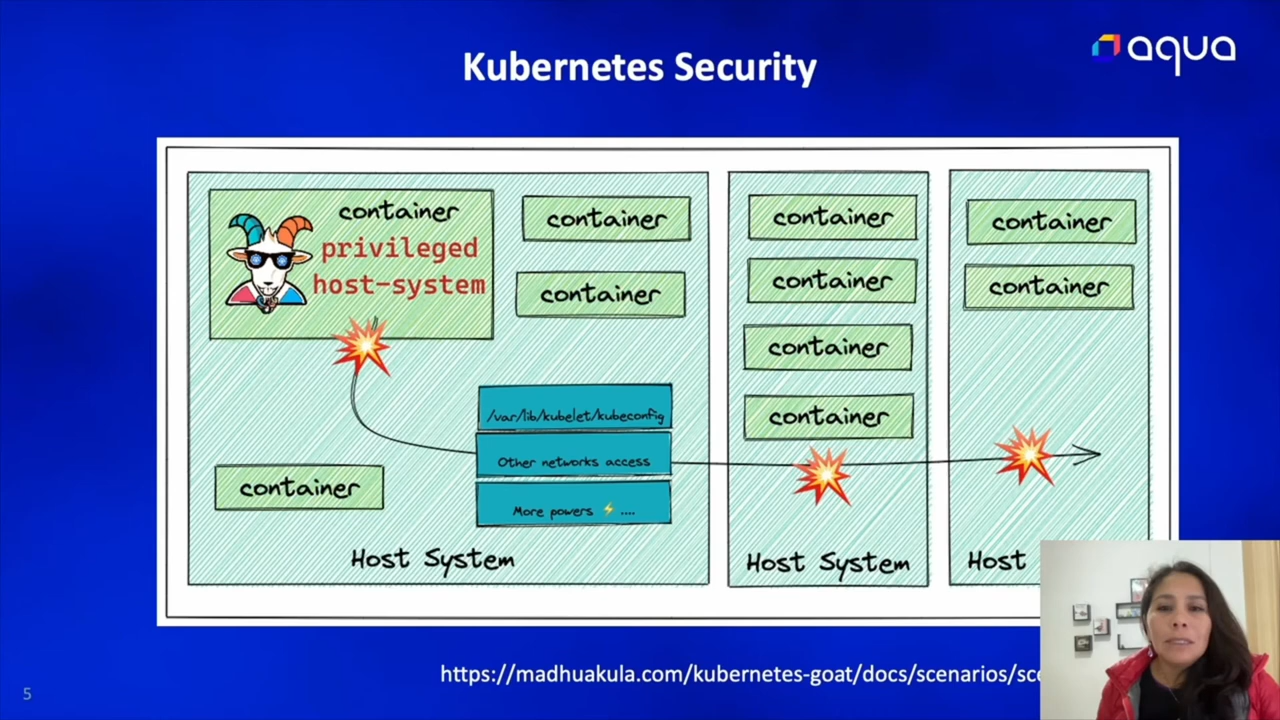 Kubernetes Security
aqua
container
privileged
host-system
container
container
container
/var/lib/kubelet/kubeconfig
Other networks access
More powers ⚡ ....
Host System
container
container
container
container
Host System
container
container
Host
https://madhuakula.com/kubernetes-goat/docs/scenarios/sce
5